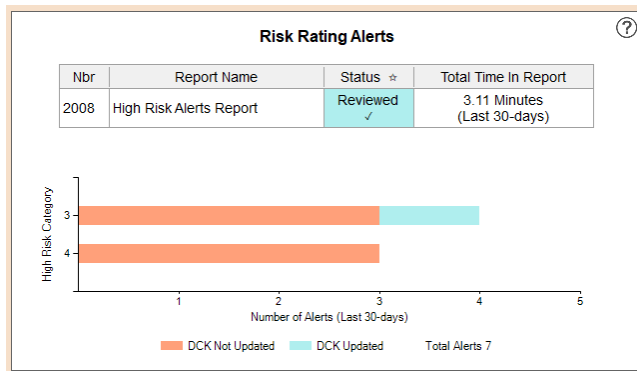 ?
Risk Rating Alerts
Nbr Report Name Status ☆ Total Time In Report
2008 High Risk Alerts Report Reviewed ✓ 3.11 Minutes (Last 30-days)
High Risk Category
3
4
1 2 3 4 5
Number of Alerts (Last 30-days)
DCK Not Updated DCK Updated Total Alerts 7